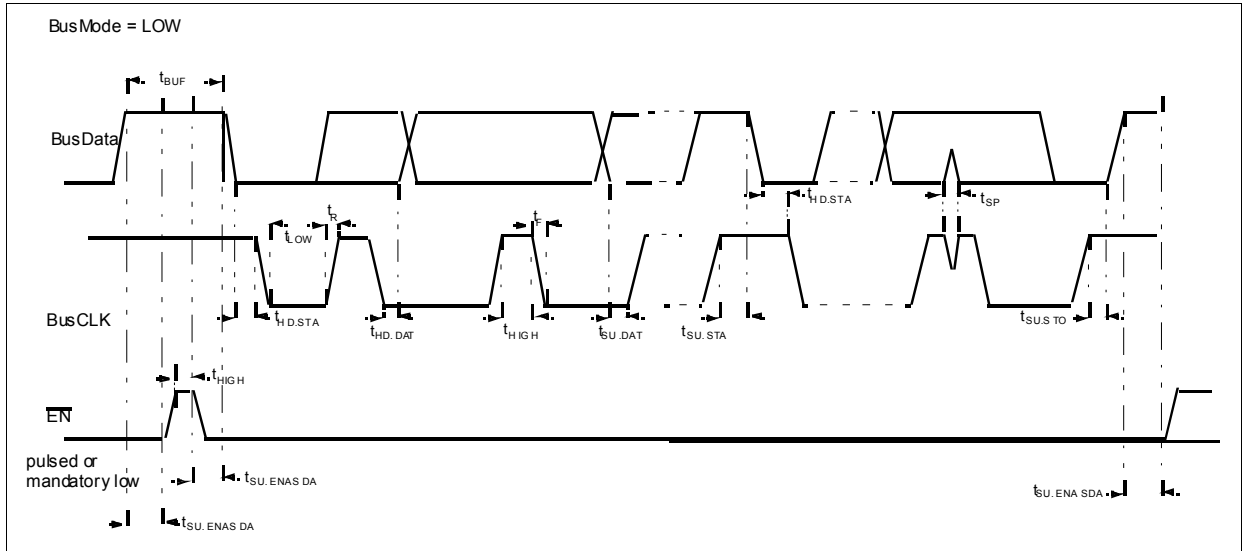 BusMode = LOW
tBUF
BusData
tHD.STA
tSP
tR
tF
tLOW
BusCLK
tHD.STA
tHD.DAT
tHIGH
tSU.DAT
tSU.STA
tSU.STO
tHIGH
EN
pulsed or
mandatory low
tSU.ENASDA
tSU.ENASDA
tSU.ENASDA